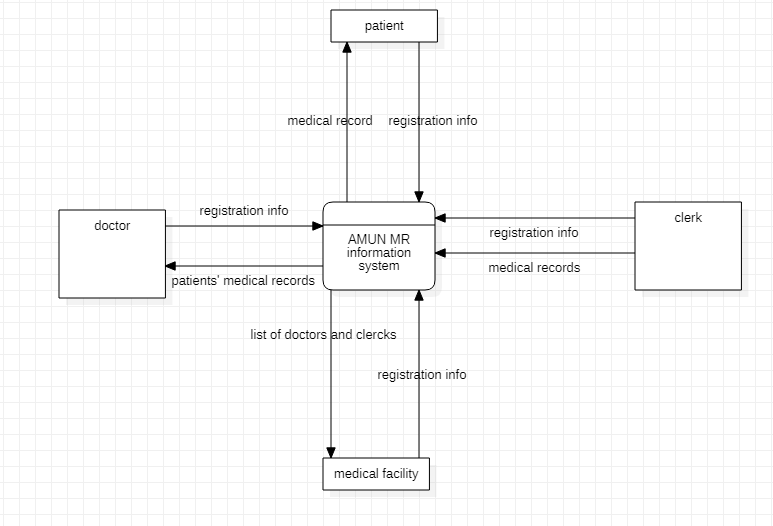 patient
medical record
registration info
doctor
registration info
patients' medical records
AMUN MR
information
system
clerk
registration info
medical records
list of doctors and clercks
registration info
medical facility